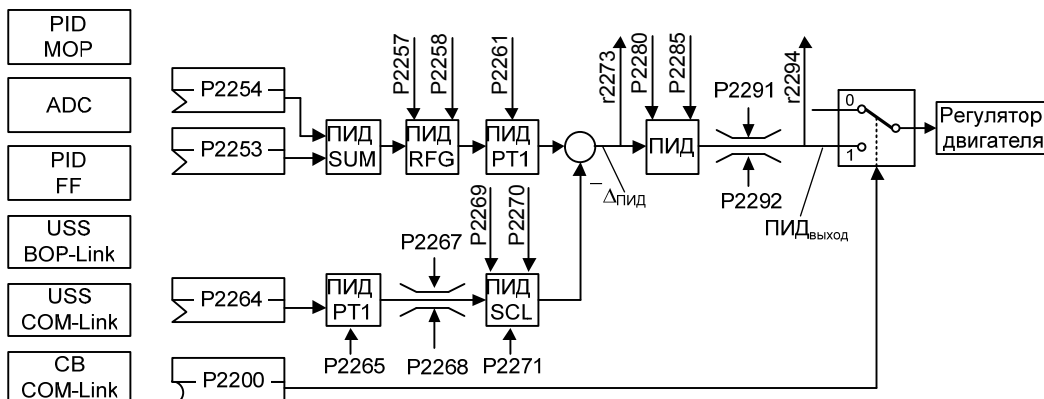 PID
MOP
ADC
PID
FF
USS
BOP-Link
USS
COM-Link
CB
COM-Link
P2254
P2253
P2264
P2200
ПИД
SUM
P2257
P2258
ПИД
RFG
P2261
ПИД
PT1
r2273
– Δпид
P2280
P2285
ПИД
P2291
P2292
r2294
ПИДвыход
0
1
Регулятор
двигателя
ПИД
PT1
P2265
P2267
P2268
P2269
P2270
ПИД
SCL
P2271